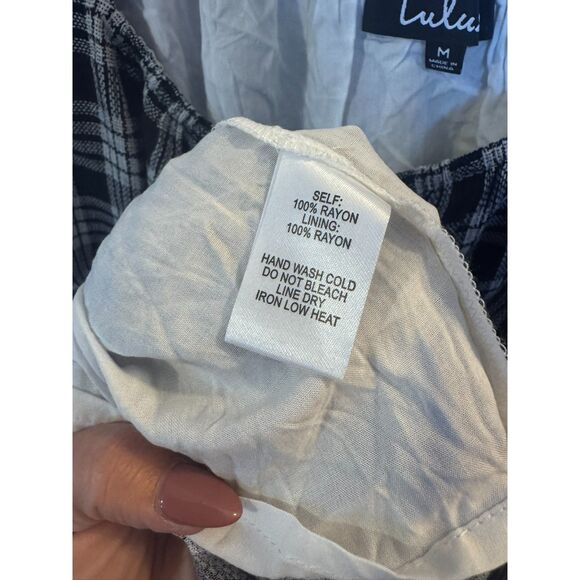 Lulus
M
MADE IN
CHINA
SELF:
100% RAYON
LINING:
100% RAYON
HAND WASH COLD
DO NOT BLEACH
LINE DRY
IRON LOW HEAT